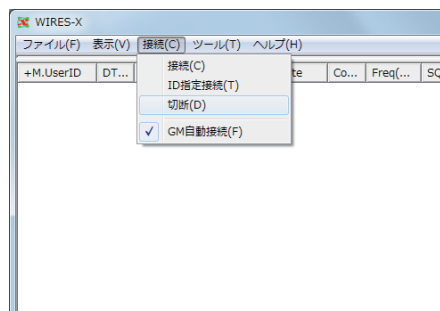 WIRES-X
ファイル(F) 表示(V) 接続(C) ツール(T) ヘルプ(H)
+M.UserID DT... te Co... Freq(... SQ
接続(C)
ID指定接続(T)
切断(D)
GM自動接続(F)